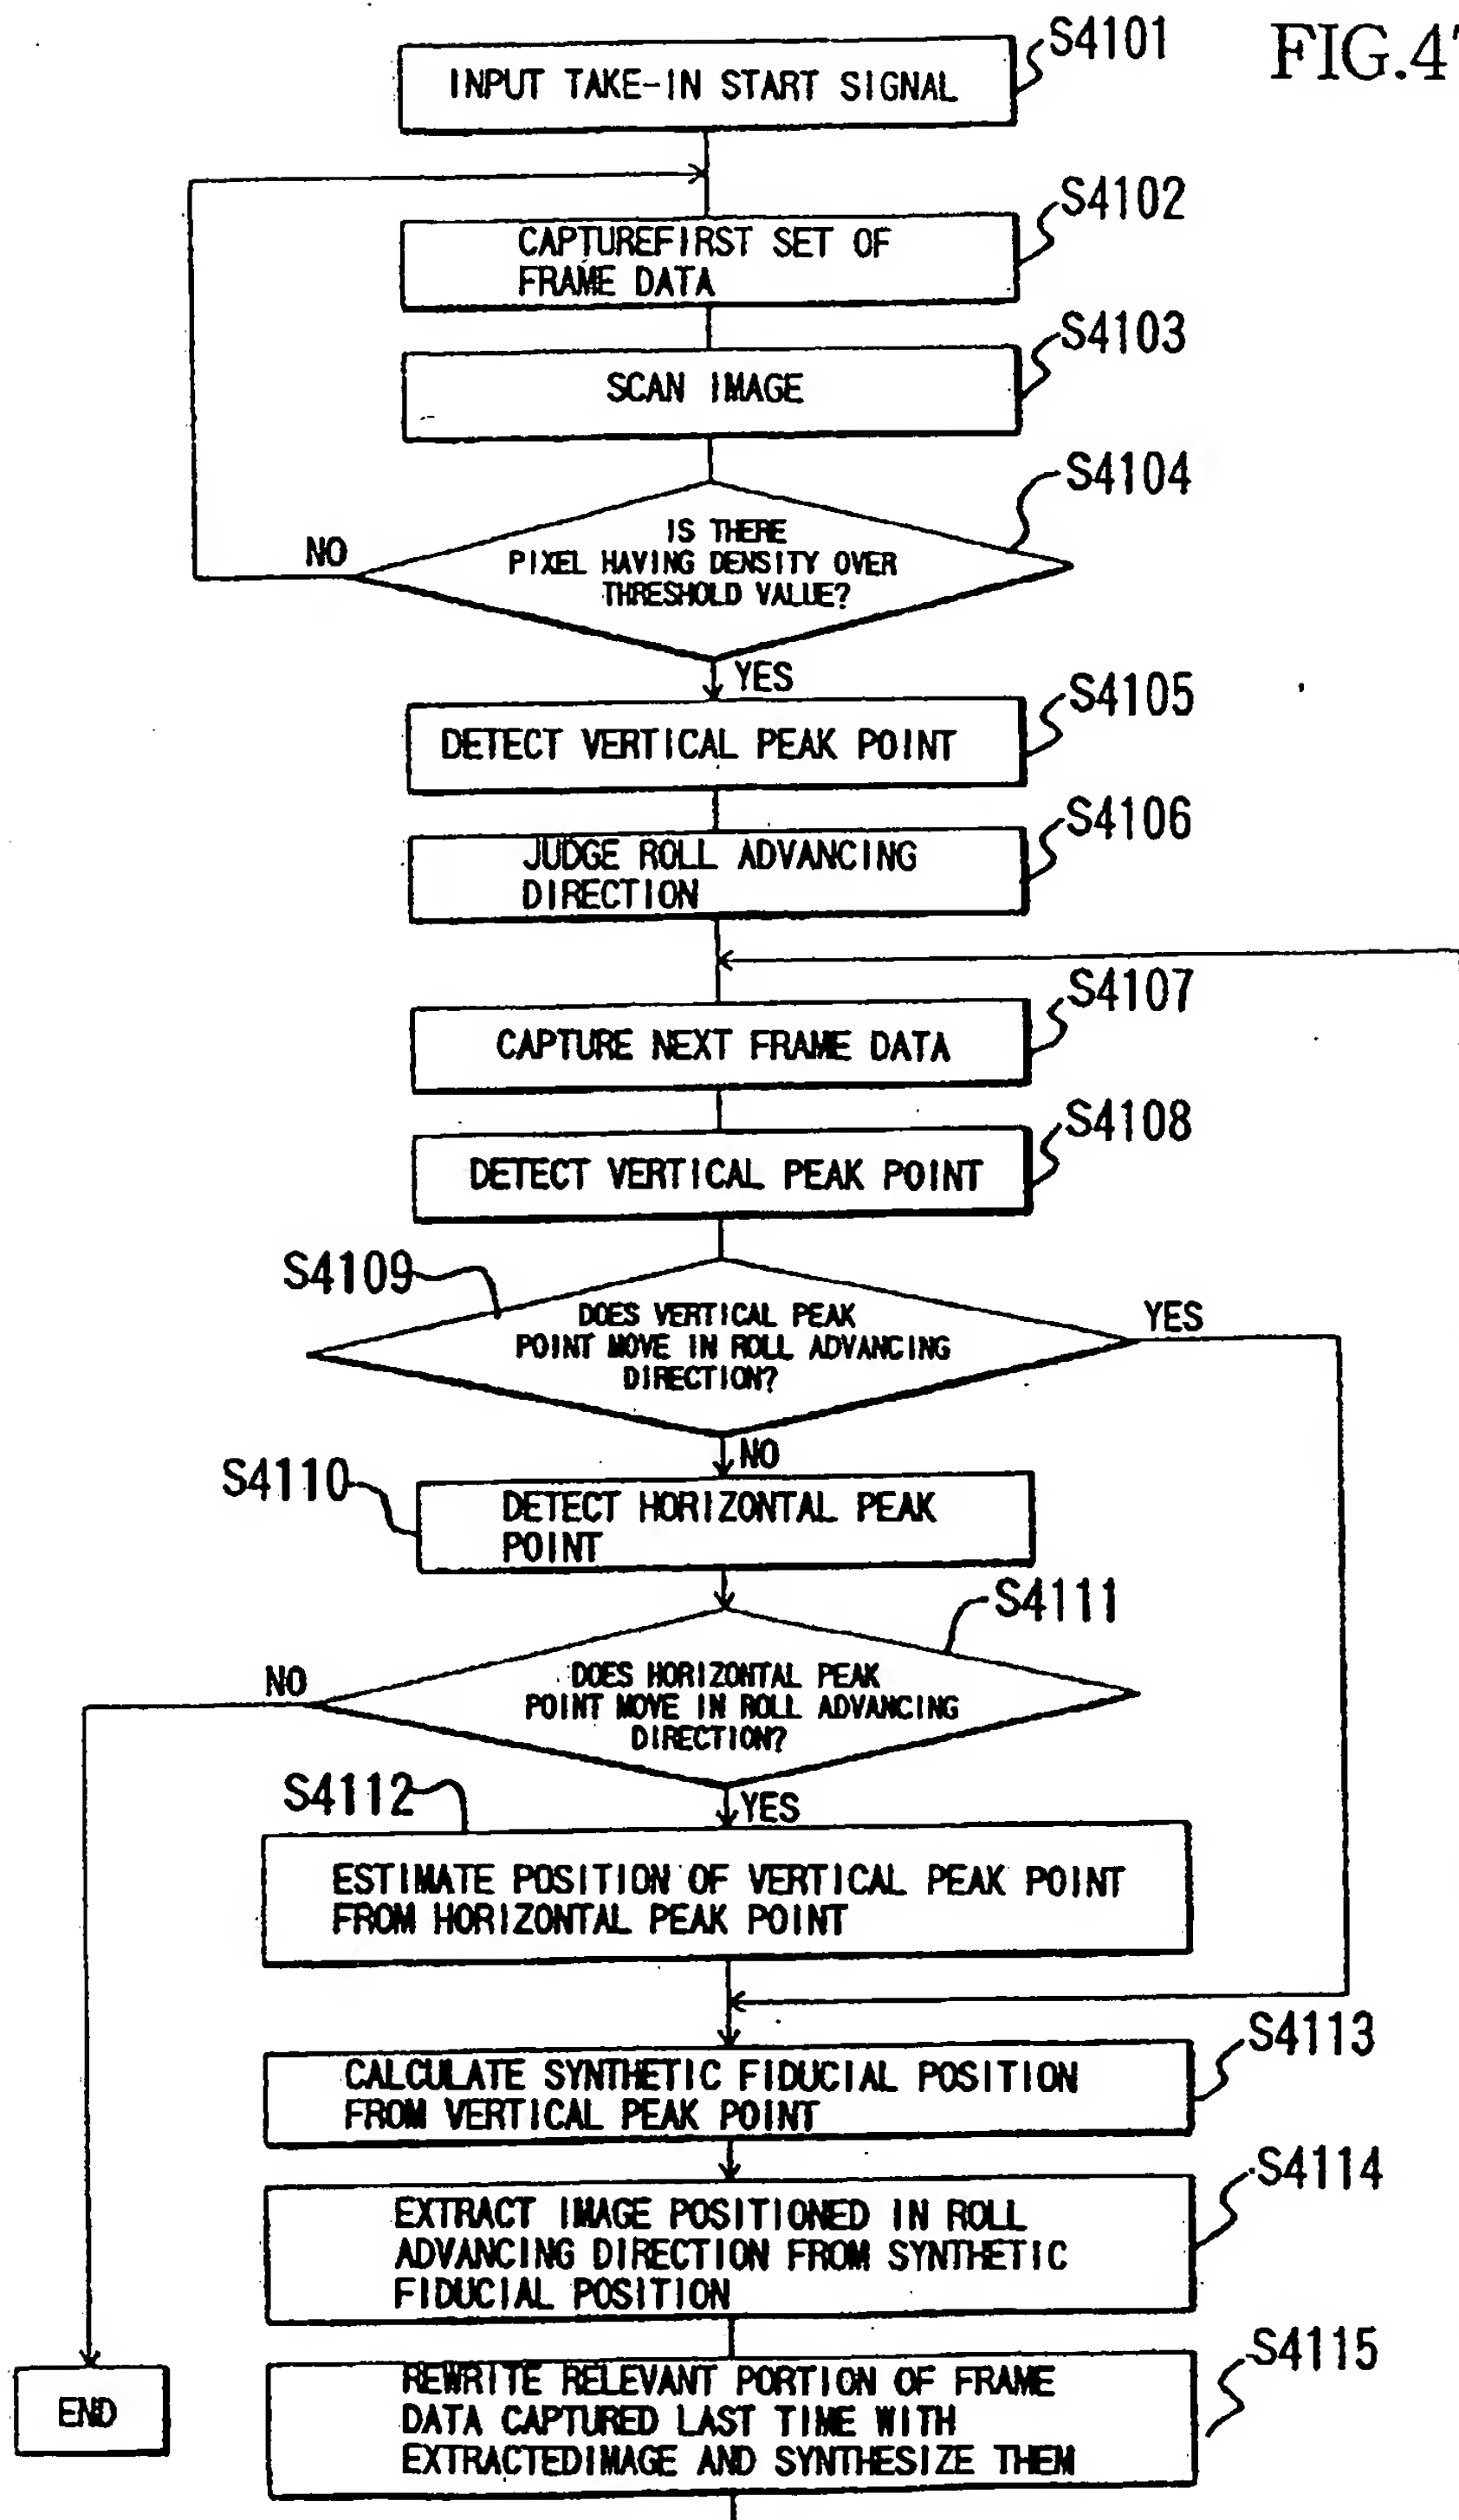 FIG.4
S4101
INPUT TAKE-IN START SIGNAL
S4102
CAPTUREFIRST SET OF
FRAME DATA
S4103
SCAN IMAGE
S4104
IS THERE
PIXEL HAVING DENSITY OVER
THRESHOLD VALUE?
NO
YES
S4105
DETECT VERTICAL PEAK POINT
S4106
JUDGE ROLL ADVANCING
DIRECTION
S4107
CAPTURE NEXT FRAME DATA
S4108
DETECT VERTICAL PEAK POINT
S4109
DOES VERTICAL PEAK
POINT MOVE IN ROLL ADVANCING
DIRECTION?
YES
NO
S4110
DETECT HORIZONTAL PEAK
POINT
S4111
DOES HORIZONTAL PEAK
POINT MOVE IN ROLL ADVANCING
DIRECTION?
NO
YES
S4112
ESTIMATE POSITION OF VERTICAL PEAK POINT
FROM HORIZONTAL PEAK POINT
S4113
CALCULATE SYNTHETIC FIDUCIAL POSITION
FROM VERTICAL PEAK POINT
S4114
EXTRACT IMAGE POSITIONED IN ROLL
ADVANCING DIRECTION FROM SYNTHETIC
FIDUCIAL POSITION
S4115
REWRITE RELEVANT PORTION OF FRAME
DATA CAPTURED LAST TIME WITH
EXTRACTEDIMAGE AND SYNTHESIZE THEM
END